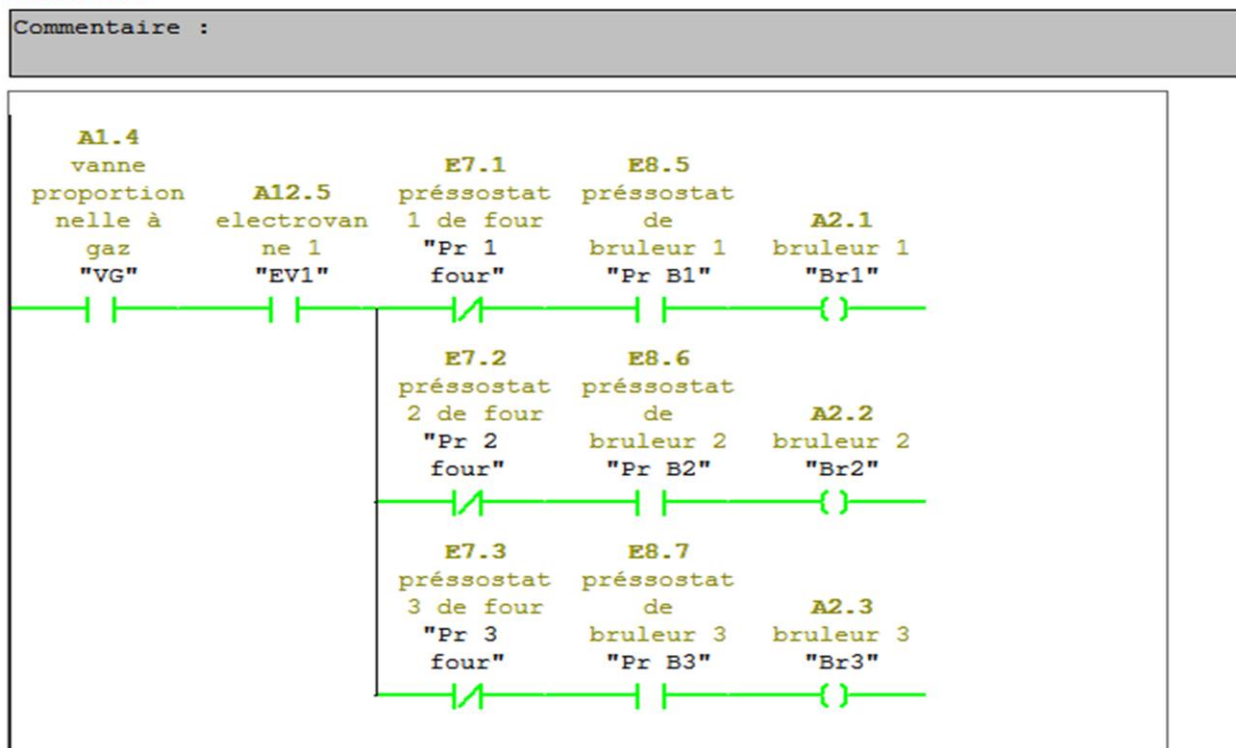 Commentaire :
A1.4
vanne
proportion
nelle à
gaz
"VG"
A12.5
electrovan
ne 1
"EV1"
E7.1
préssostat
1 de four
"Pr 1
four"
E8.5
préssostat
de
bruleur 1
"Pr B1"
A2.1
bruleur 1
"Br1"
E7.2
préssostat
2 de four
"Pr 2
four"
E8.6
préssostat
de
bruleur 2
"Pr B2"
A2.2
bruleur 2
"Br2"
E7.3
préssostat
3 de four
"Pr 3
four"
E8.7
préssostat
de
bruleur 3
"Pr B3"
A2.3
bruleur 3
"Br3"